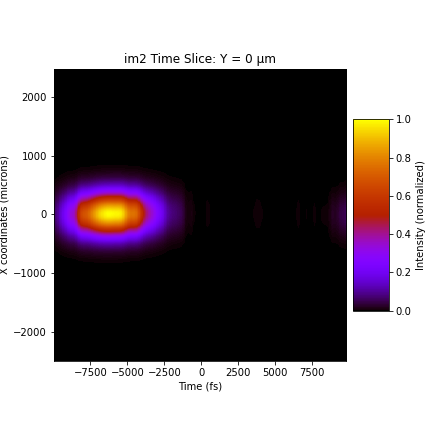 im2 Time Slice: Y = 0 μm
2000
1000
0
−1000
−2000
X coordinates (microns)
−7500 −5000 −2500 0 2500 5000 7500
Time (fs)
1.0
0.8
0.6
0.4
0.2
0.0
Intensity (normalized)